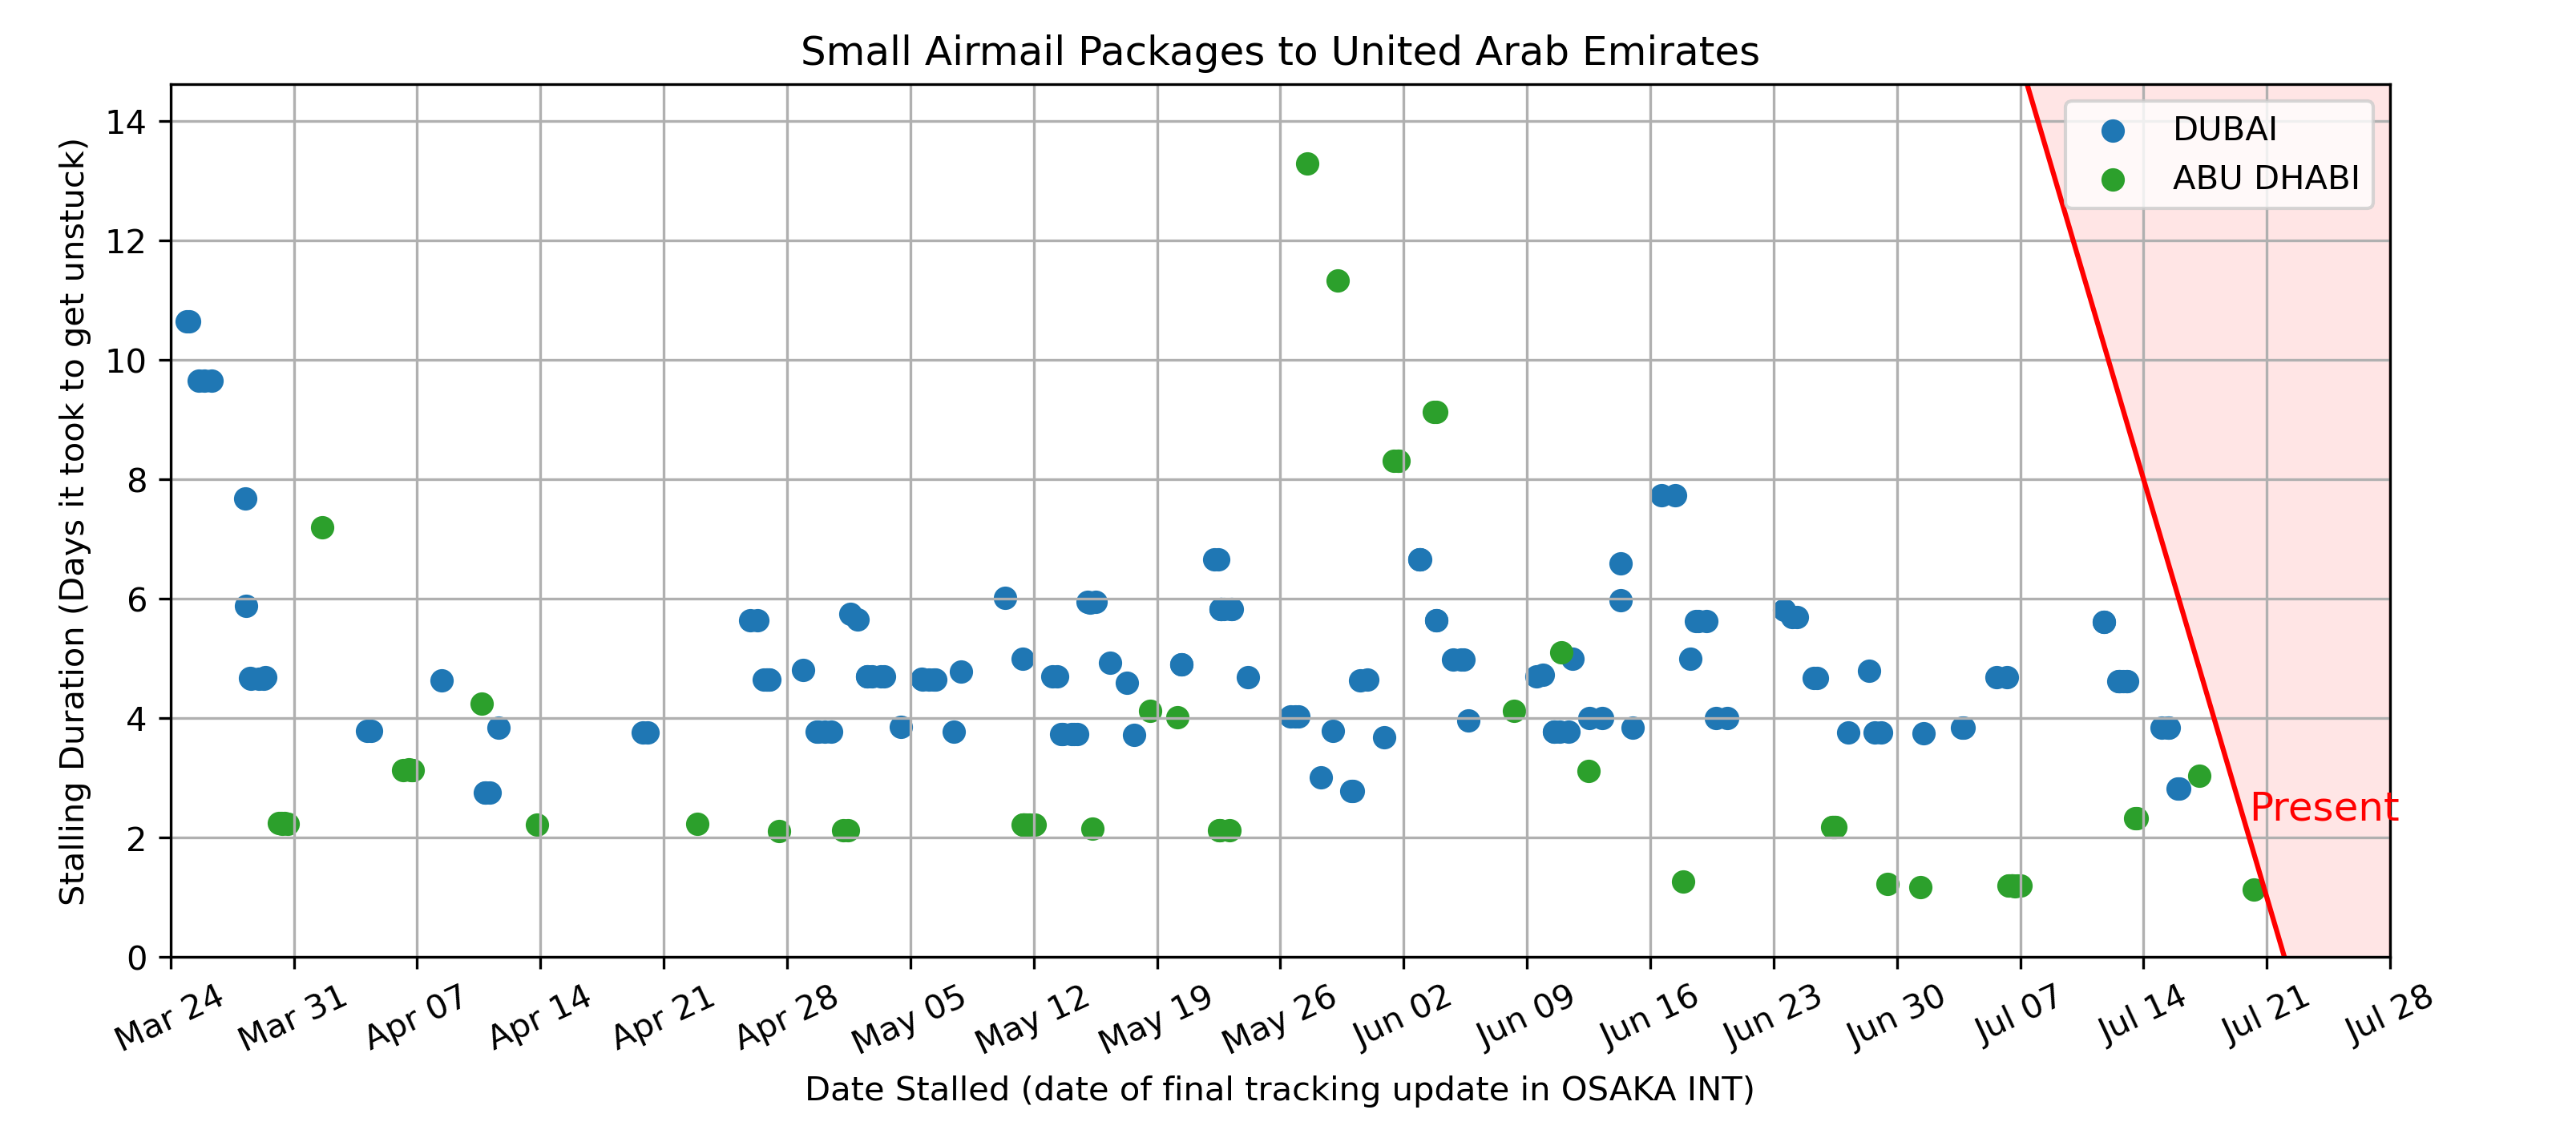 Small Airmail Packages to United Arab Emirates
Stalling Duration (Days it took to get unstuck)
14
12
10
8
6
4
2
0
DUBAI
ABU DHABI
Present
Mar 24
Mar 31
Apr 07
Apr 14
Apr 21
Apr 28
May 05
May 12
May 19
May 26
Jun 02
Jun 09
Jun 16
Jun 23
Jun 30
Jul 07
Jul 14
Jul 21
Jul 28
Date Stalled (date of final tracking update in OSAKA INT)